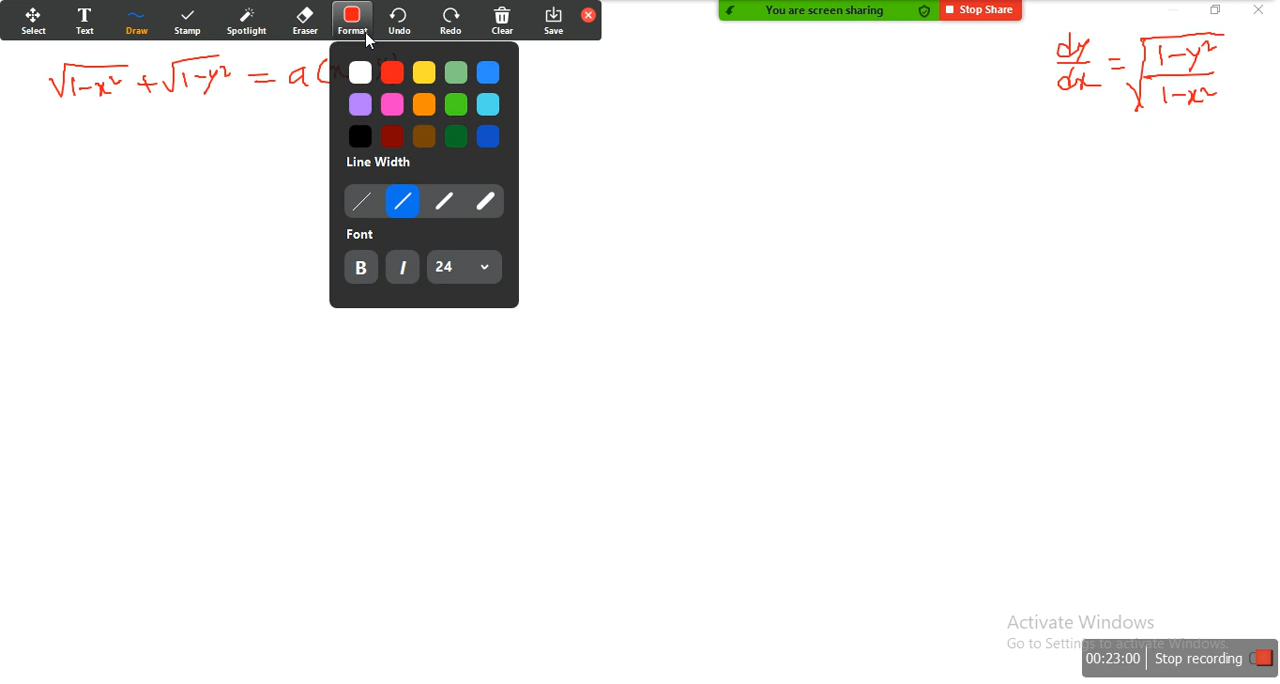 Select Text Draw Stamp Spotlight Eraser Format Undo Redo Clear Save
You are screen sharing Stop Share
√1-x² + √1-y² = a(
dy/dx = √(1-y²/1-x²)
Line Width
Font
B I 24
Activate Windows
Go to Settings to activate Windows.
00:23:00 Stop recording